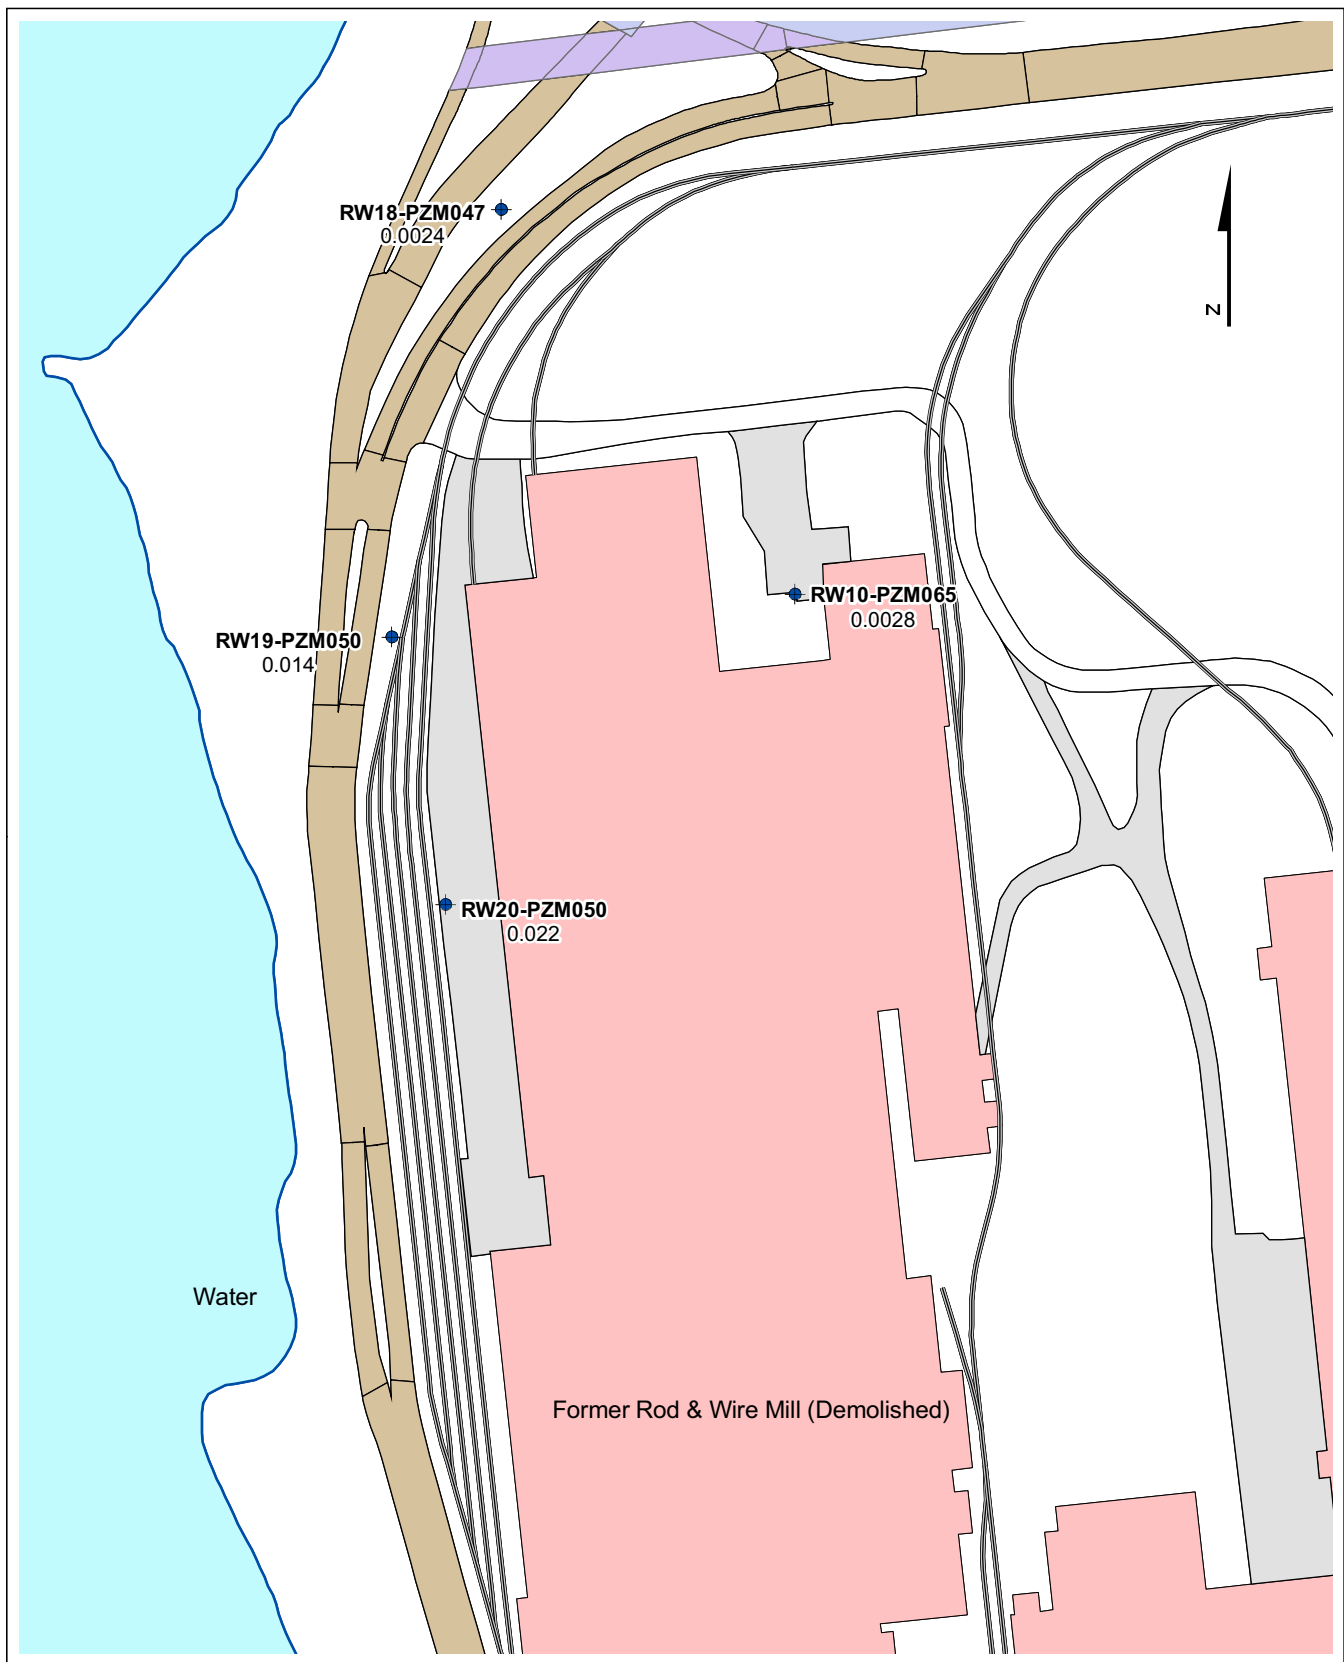 RW18-PZM047
0.0024
N
RW10-PZM065
0.0028
RW19-PZM050
0.014
RW20-PZM050
0.022
Water
Former Rod & Wire Mill (Demolished)